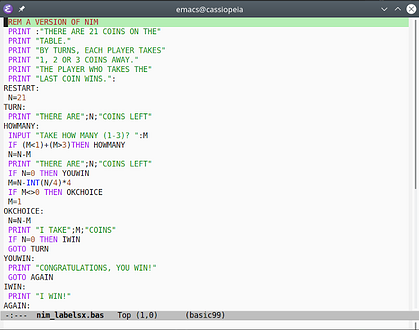 emacs@cassiopeia
REM A VERSION OF NIM
PRINT :"THERE ARE 21 COINS ON THE"
PRINT "TABLE."
PRINT "BY TURNS, EACH PLAYER TAKES"
PRINT "1, 2 OR 3 COINS AWAY."
PRINT "THE PLAYER WHO TAKES THE"
PRINT "LAST COIN WINS.":
RESTART:
N=21
TURN:
PRINT "THERE ARE";N;"COINS LEFT"
HOWMANY:
INPUT "TAKE HOW MANY (1-3)? ":M
IF (M<1)+(M>3)THEN HOWMANY
N=N-M
PRINT "THERE ARE";N;"COINS LEFT"
IF N=0 THEN YOUWIN
M=N-INT(N/4)*4
IF M<>0 THEN OKCHOICE
M=1
OKCHOICE:
N=N-M
PRINT "I TAKE";M;"COINS"
IF N=0 THEN IWIN
GOTO TURN
YOUWIN:
PRINT "CONGRATULATIONS, YOU WIN!"
GOTO AGAIN
IWIN:
PRINT "I WIN!"
AGAIN:
-:--- nim_labelsx.bas Top (1,0) (basic99)